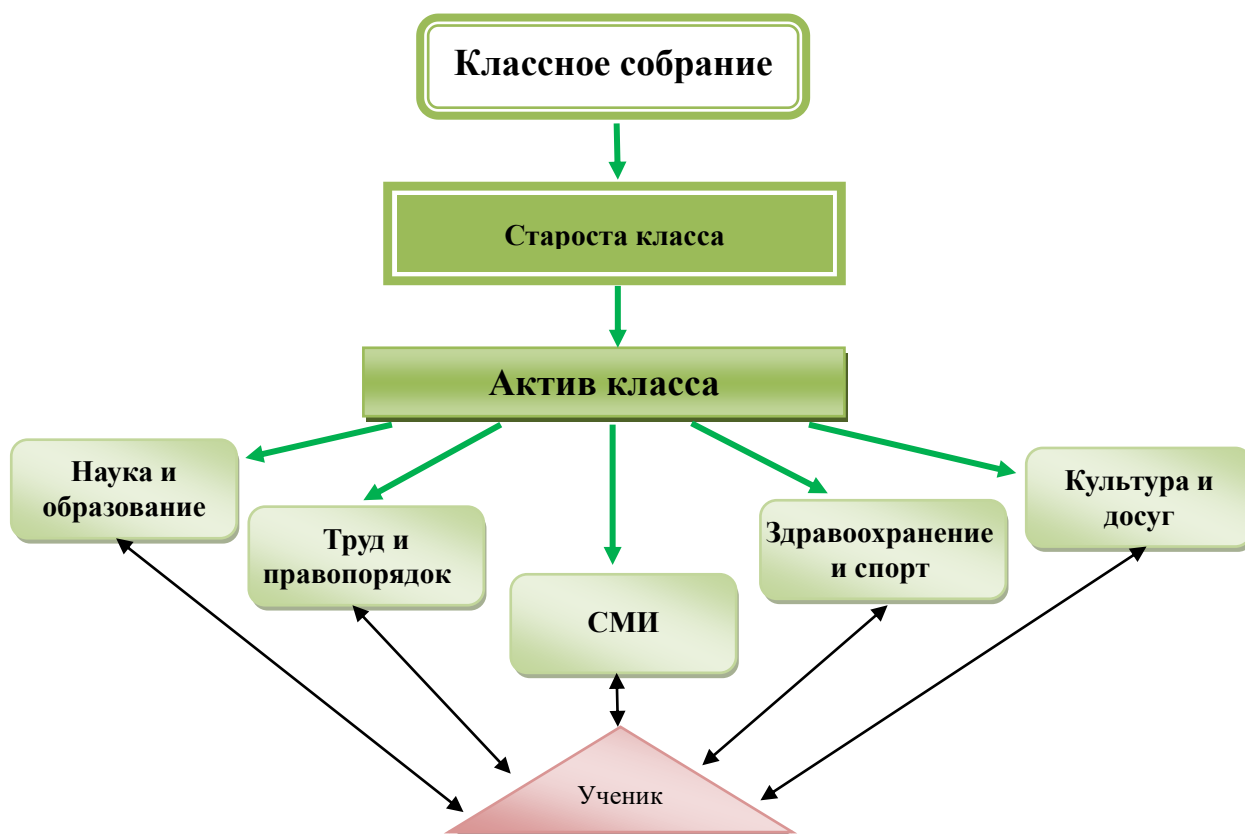 Классное собрание
Староста класса
Актив класса
Наука и
образование
Труд и
правопорядок
СМИ
Здравоохранение
и спорт
Культура и
досуг
Ученик